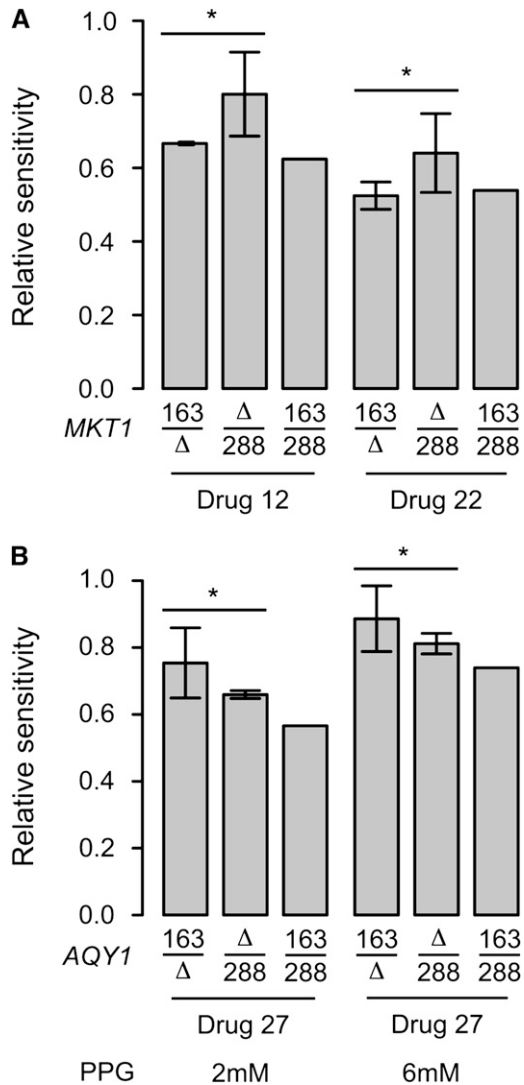 A
Relative sensitivity
1.0
0.8
0.6
0.4
0.2
0.0
* *
MKT1
163 Δ 163 163 Δ 163
Δ 288 288 Δ 288 288
Drug 12 Drug 22
B
Relative sensitivity
1.0
0.8
0.6
0.4
0.2
0.0
* *
AQY1
163 Δ 163 163 Δ 163
Δ 288 288 Δ 288 288
Drug 27 Drug 27
PPG 2mM 6mM